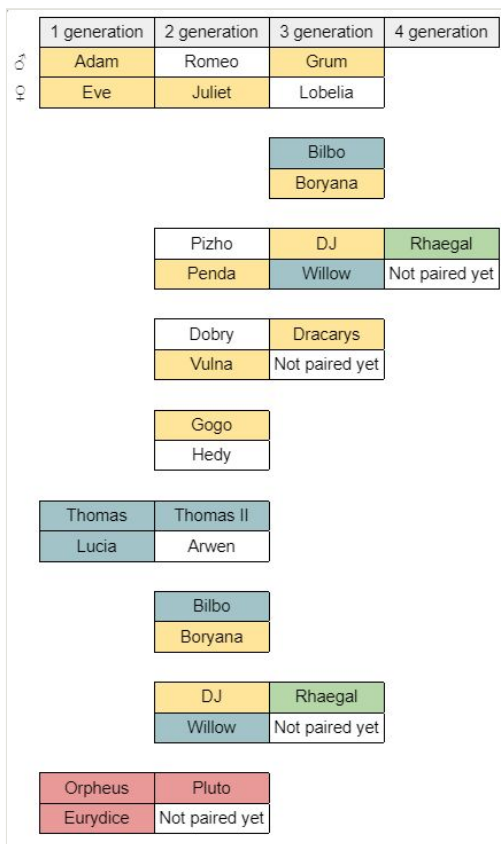 1 generation 2 generation 3 generation 4 generation
♂ Adam Romeo Grum
♀ Eve Juliet Lobelia
Bilbo
Boryana
Pizho DJ Rhaegal
Penda Willow Not paired yet
Dobry Dracarys
Vulna Not paired yet
Gogo
Hedy
Thomas Thomas II
Lucia Arwen
Bilbo
Boryana
DJ Rhaegal
Willow Not paired yet
Orpheus Pluto
Eurydice Not paired yet